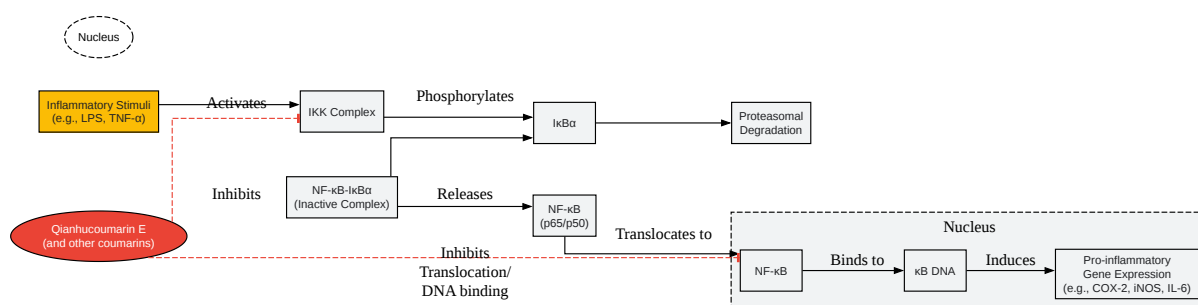 Nucleus
Inflammatory Stimuli
(e.g., LPS, TNF-α)
Activates
IKK Complex
Phosphorylates
IκBα
Proteasomal
Degradation
Inhibits
NF-κB-IκBα
(Inactive Complex)
Releases
NF-κB
(p65/p50)
Qianhucoumarin E
(and other coumarins)
Translocates to
Inhibits
Translocation/
DNA binding
Nucleus
NF-κB
Binds to
κB DNA
Induces
Pro-inflammatory
Gene Expression
(e.g., COX-2, iNOS, IL-6)